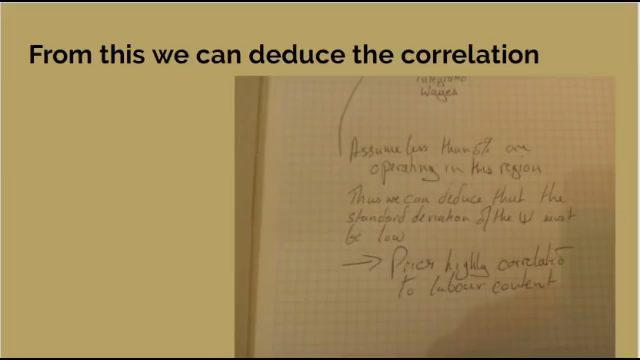 From this we can deduce the correlation
Wages
Assume less than 5% are
operating in this region
Thus we can deduce that the
standard deviation of the W must
be low
→ Prices highly correlated
to labour content